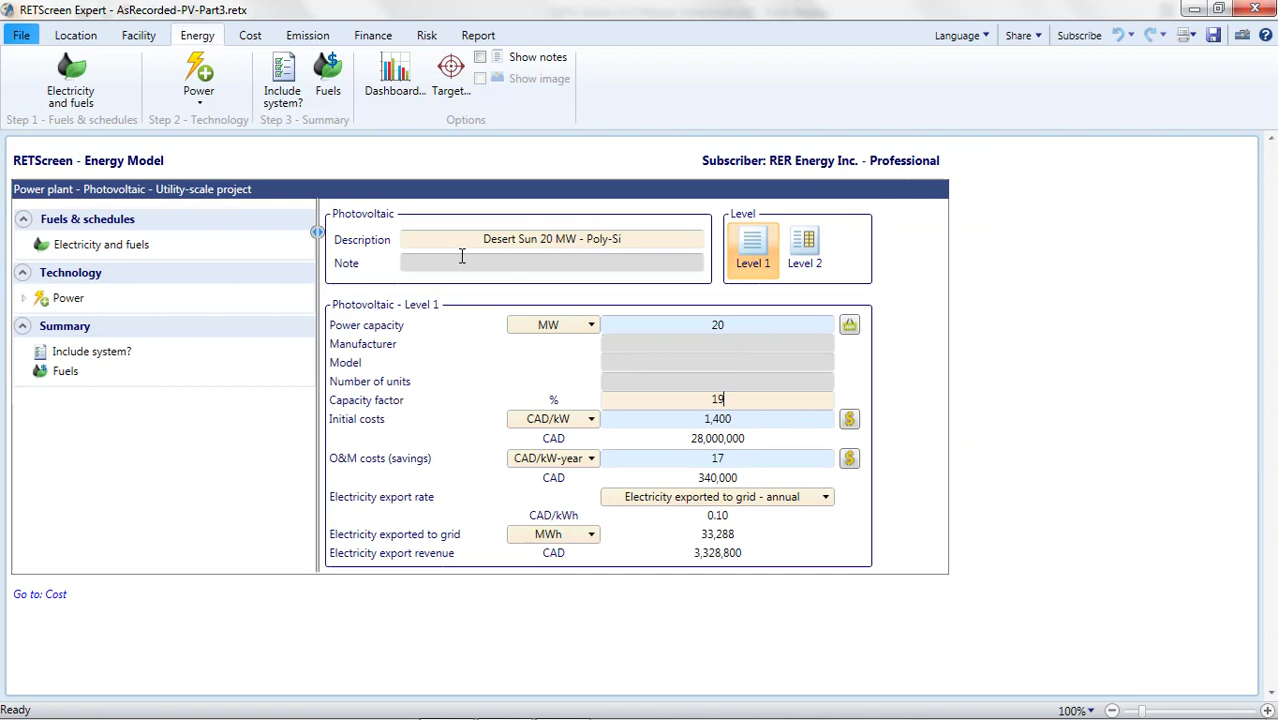 RETScreen Expert - AsRecorded-PV-Part3.retx
File Location Facility Energy Cost Emission Finance Risk Report Language Share Subscribe
Electricity and fuels
Power
Include system?
Fuels
Dashboard...
Target...
Show notes
Show image
Step 1 - Fuels & schedules Step 2 - Technology Step 3 - Summary Options
RETScreen - Energy Model Subscriber: RER Energy Inc. - Professional
Power plant - Photovoltaic - Utility-scale project
Fuels & schedules
Electricity and fuels
Technology
Power
Summary
Include system?
Fuels
Photovoltaic
Description Desert Sun 20 MW - Poly-Si
Note
Level
Level 1 Level 2
Photovoltaic - Level 1
Power capacity MW 20
Manufacturer
Model
Number of units
Capacity factor % 19
Initial costs CAD/kW 1,400
CAD 28,000,000
O&M costs (savings) CAD/kW-year 17
CAD 340,000
Electricity export rate Electricity exported to grid - annual
CAD/kWh 0.10
Electricity exported to grid MWh 33,288
Electricity export revenue CAD 3,328,800
Go to: Cost
Ready 100%